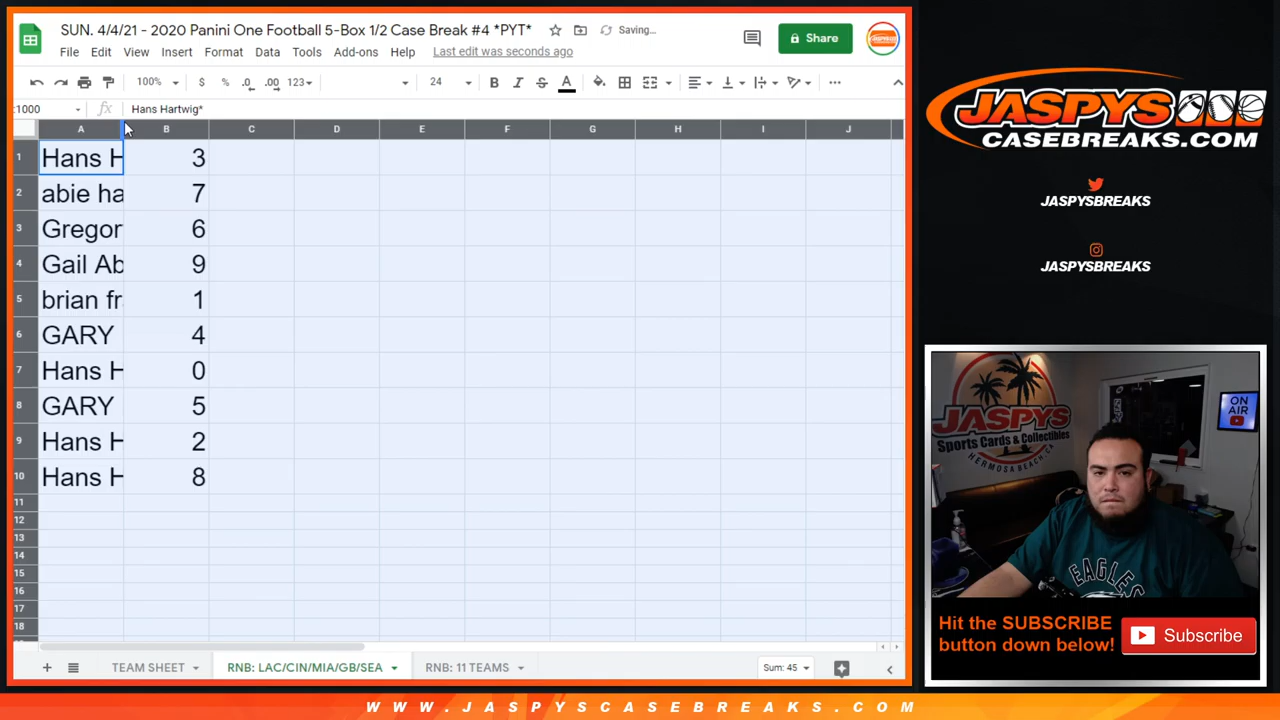 SUN. 4/4/21 - 2020 Panini One Football 5-Box 1/2 Case Break #4 *PYT*
Saving...
File Edit View Insert Format Data Tools Add-ons Help Last edit was seconds ago
Share
100% $ % .0 .00 123 24 B I S A
:1000 fx Hans Hartwig*
A B C D E F G H I J
1 Hans H 3
2 abie ha 7
3 Gregor 6
4 Gail Ab 9
5 brian fr 1
6 GARY 4
7 Hans H 0
8 GARY 5
9 Hans H 2
10 Hans H 8
11
12
13
14
15
16
17
18
TEAM SHEET RNB: LAC/CIN/MIA/GB/SEA RNB: 11 TEAMS Sum: 45
JASPYS
CASEBREAKS.COM
JASPYSBREAKS
JASPYSBREAKS
JASPYS
Sports Cards & Collectibles
HERMOSA BEACH, CA
ON AIR
EAGLES
Hit the SUBSCRIBE
button down below!
Subscribe
WWW.JASPYSCASEBREAKS.COM